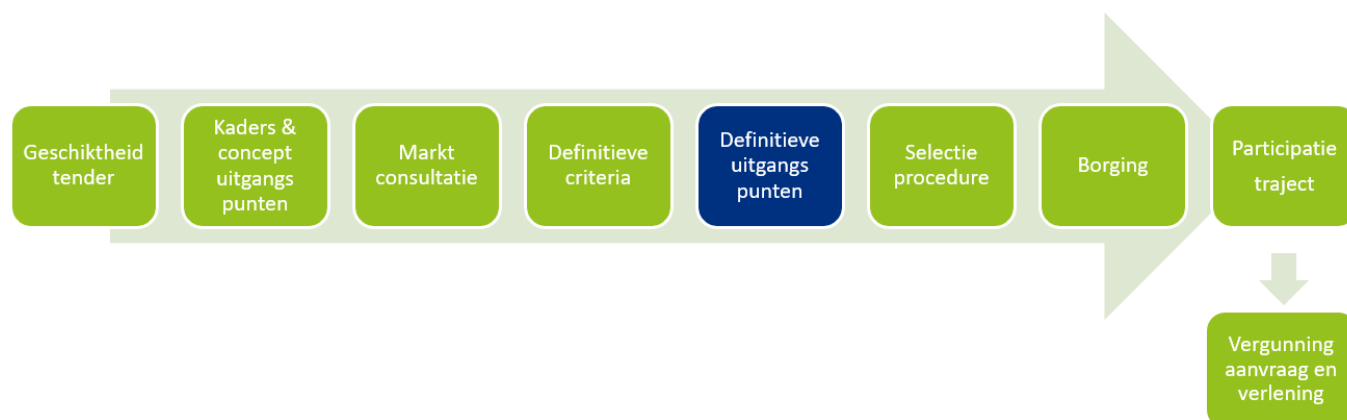 Geschiktheid
tender
Kaders &
concept
uitgangs
punten
Markt
consultatie
Definitieve
criteria
Definitieve
uitgangs
punten
Selectie
procedure
Borging
Participatie
traject
Vergunning
aanvraag en
verlening